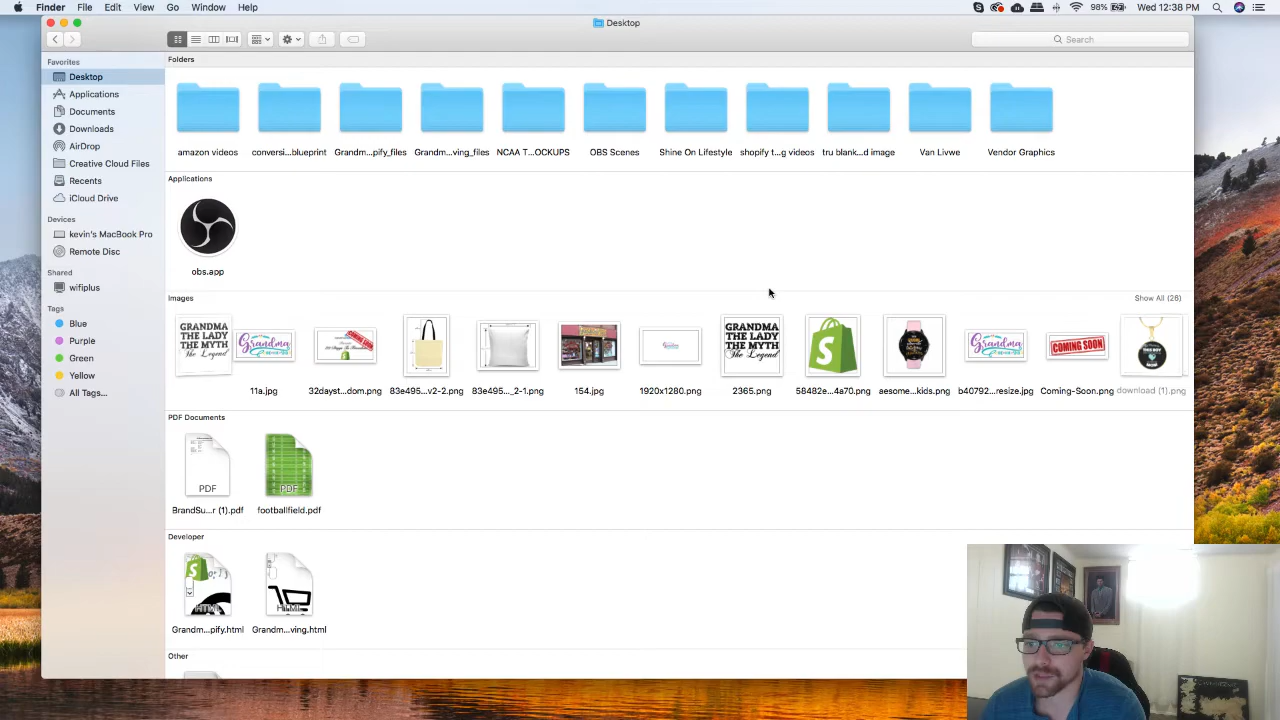 Finder File Edit View Go Window Help 98% Wed 12:38 PM
Desktop
Search
Favorites
Desktop
Applications
Documents
Downloads
AirDrop
Creative Cloud Files
Recents
iCloud Drive
Devices
kevin's MacBook Pro
Remote Disc
Shared
wifiplus
Tags
Blue
Purple
Green
Yellow
All Tags...
Folders
amazon videos conversi...blueprint Grandm...pify_files Grandm...ving_files NCAA T...OCKUPS OBS Scenes Shine On Lifestyle shopify t...g videos tru blank...d image Van Livwe Vendor Graphics
Applications
obs.app
Images Show All (26)
GRANDMA
THE LADY
THE MYTH
The Legend
Grandma
GRANDMA
THE LADY
THE MYTH
The Legend
S
Grandma
COMING SOON
11a.jpg 32dayst...dom.png 83e495...v2-2.png 83e495..._2-1.png 154.jpg 1920x1280.png 2365.png 58482e...4a70.png aesome...kids.png b40792...resize.jpg Coming-Soon.png download (1).png
PDF Documents
PDF PDF
BrandSu...r (1).pdf footballfield.pdf
Developer
HTML HTML
Grandm...pify.html Grandm...ving.html
Other